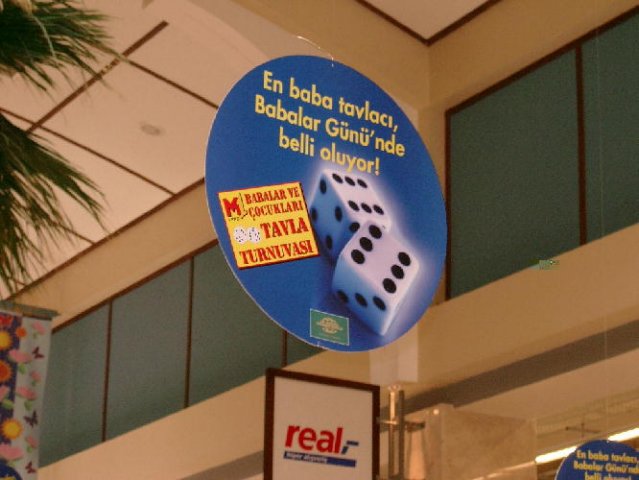 En baba tavlacı,
Babalar Günü'nde
belli oluyor!
M
BABALAR VE
ÇOCUKLARI
TAVLA
TURNUVASI
real,-
En baba tavlacı,
Babalar Günü'nde